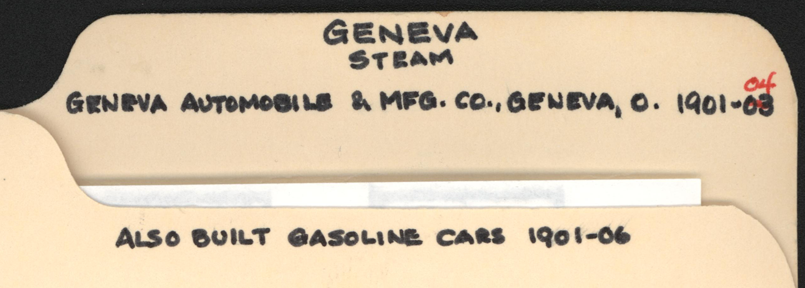 GENEVA
STEAM
04
GENEVA AUTOMOBILE & MFG. CO., GENEVA, O. 1901-03
ALSO BUILT GASOLINE CARS 1901-06